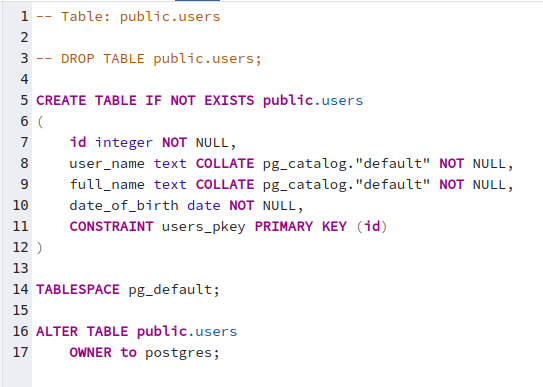 1 -- Table: public.users
2
3 -- DROP TABLE public.users;
4
5 CREATE TABLE IF NOT EXISTS public.users
6 (
7     id integer NOT NULL,
8     user_name text COLLATE pg_catalog."default" NOT NULL,
9     full_name text COLLATE pg_catalog."default" NOT NULL,
10     date_of_birth date NOT NULL,
11     CONSTRAINT users_pkey PRIMARY KEY (id)
12 )
13
14 TABLESPACE pg_default;
15
16 ALTER TABLE public.users
17     OWNER to postgres;